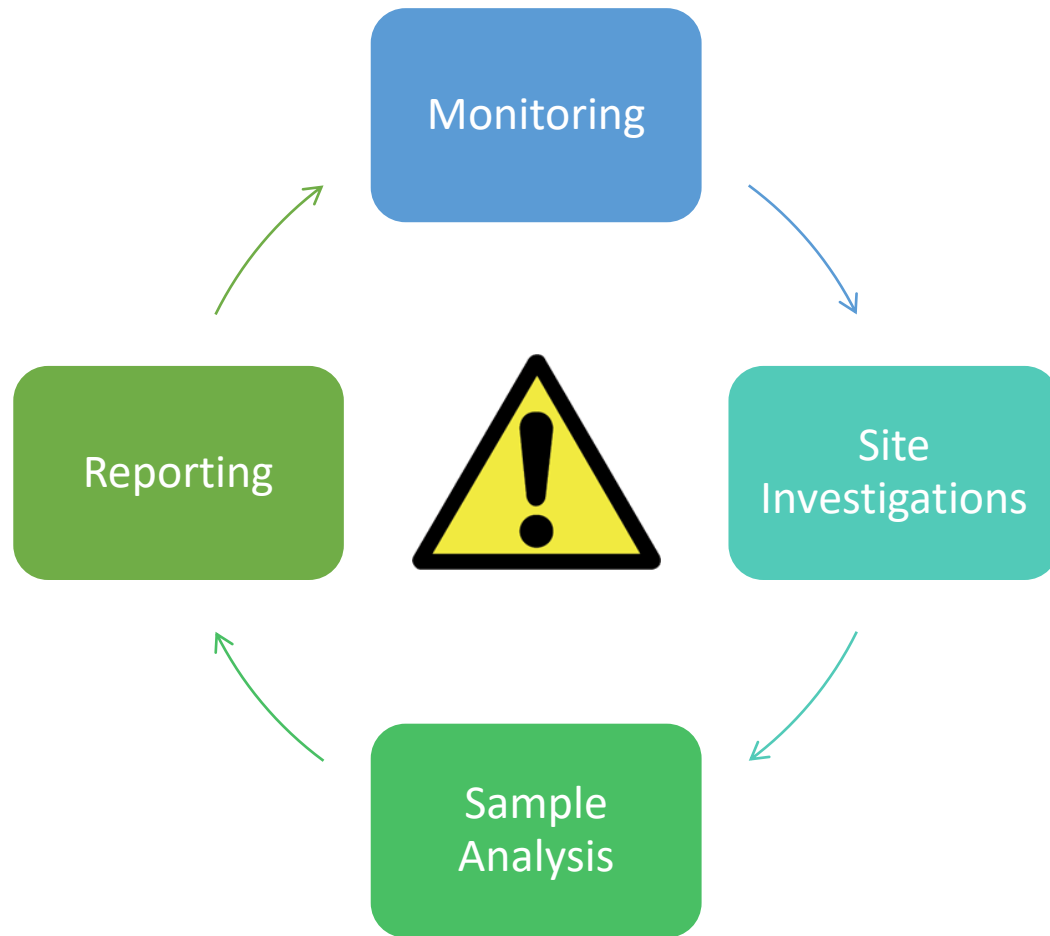 Monitoring
Site
Investigations
Sample
Analysis
Reporting